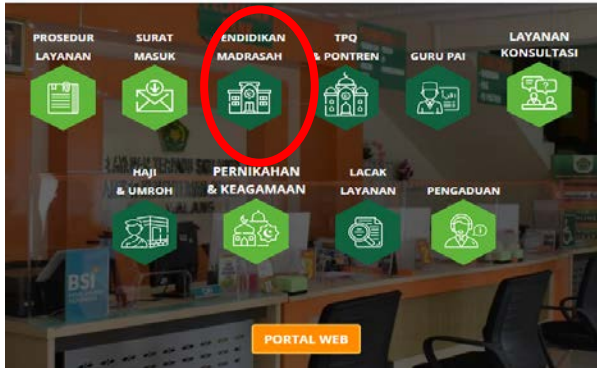 PROSEDUR
LAYANAN
SURAT
MASUK
ENDIDIKAN
MADRASAH
TPQ
& PONTREN
GURU PAI
LAYANAN
KONSULTASI
HAJI
& UMROH
PERNIKAHAN
& KEAGAMAAN
LACAK
LAYANAN
PENGADUAN
BSI
PORTAL WEB